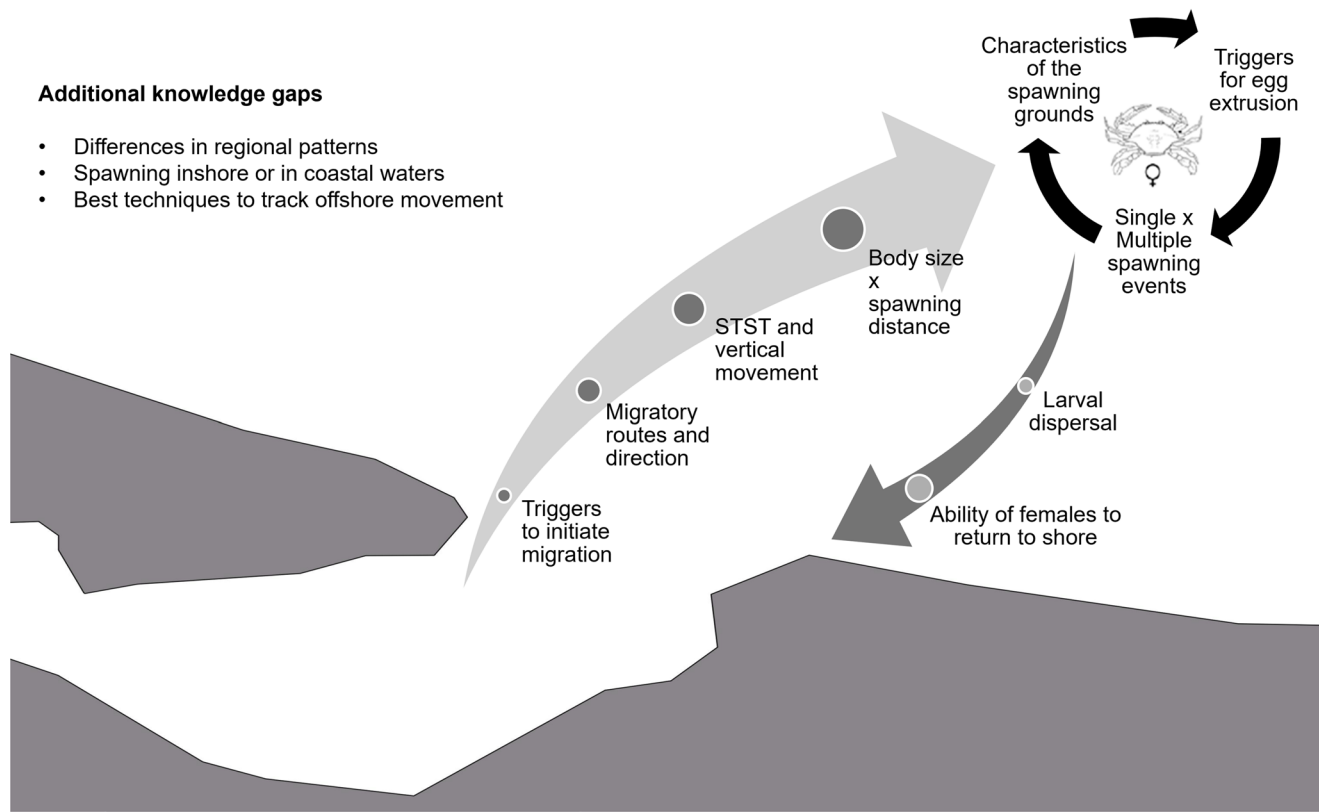 Additional knowledge gaps
• Differences in regional patterns
• Spawning inshore or in coastal waters
• Best techniques to track offshore movement
Characteristics
of the
spawning
grounds
Triggers
for egg
extrusion
♀
Single x
Multiple
spawning
events
Body size
x
spawning
distance
STST and
vertical
movement
Migratory
routes and
direction
Triggers
to initiate
migration
Larval
dispersal
Ability of females to
return to shore